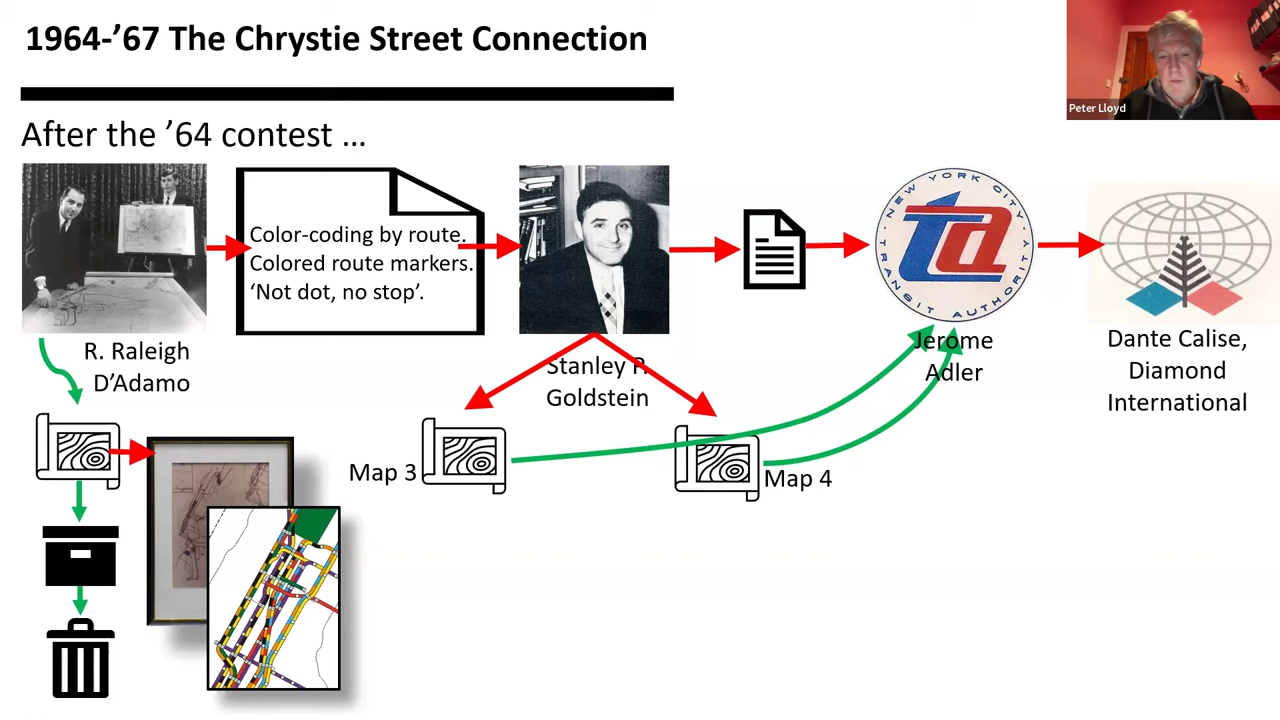 1964-’67 The Chrystie Street Connection
Peter Lloyd
After the ’64 contest …
Color-coding by route.
Colored route markers.
‘Not dot, no stop’.
NEW YORK CITY
ta
TRANSIT AUTHORITY
R. Raleigh
D’Adamo
Stanley P.
Goldstein
Jerome
Adler
Dante Calise,
Diamond
International
Map 3
Map 4